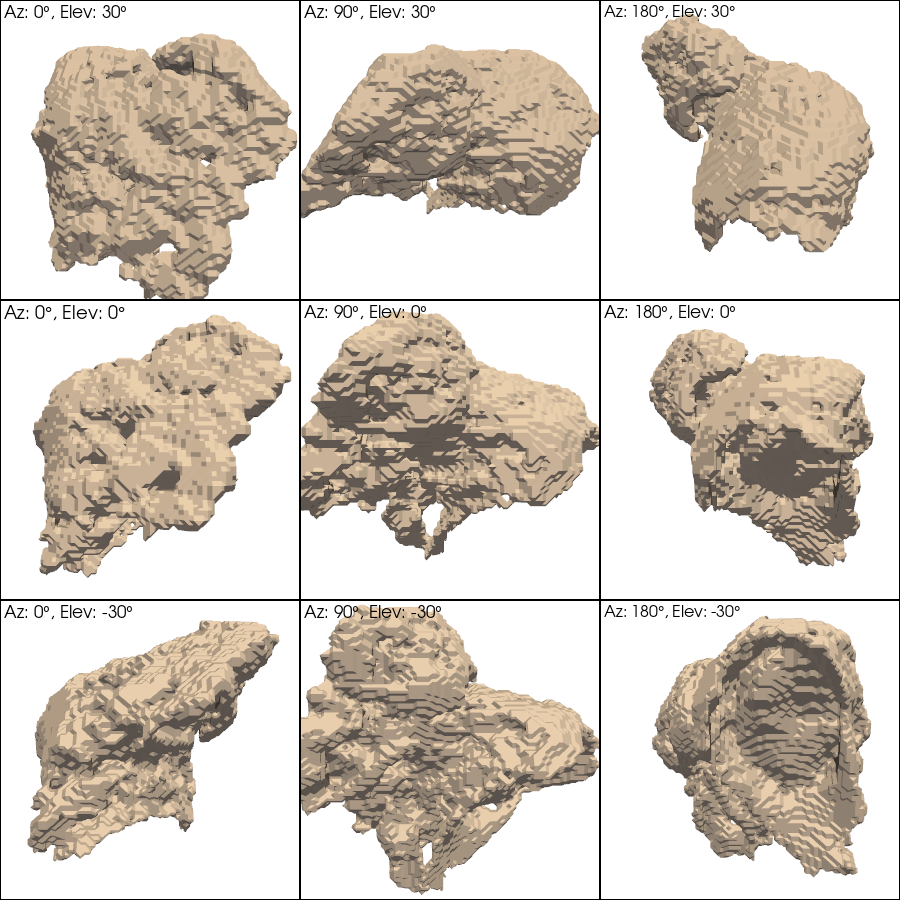 Az: 0°, Elev: 30°
Az: 90°, Elev: 30°
Az: 180°, Elev: 30°
Az: 0°, Elev: 0°
Az: 90°, Elev: 0°
Az: 180°, Elev: 0°
Az: 0°, Elev: -30°
Az: 90°, Elev: -30°
Az: 180°, Elev: -30°